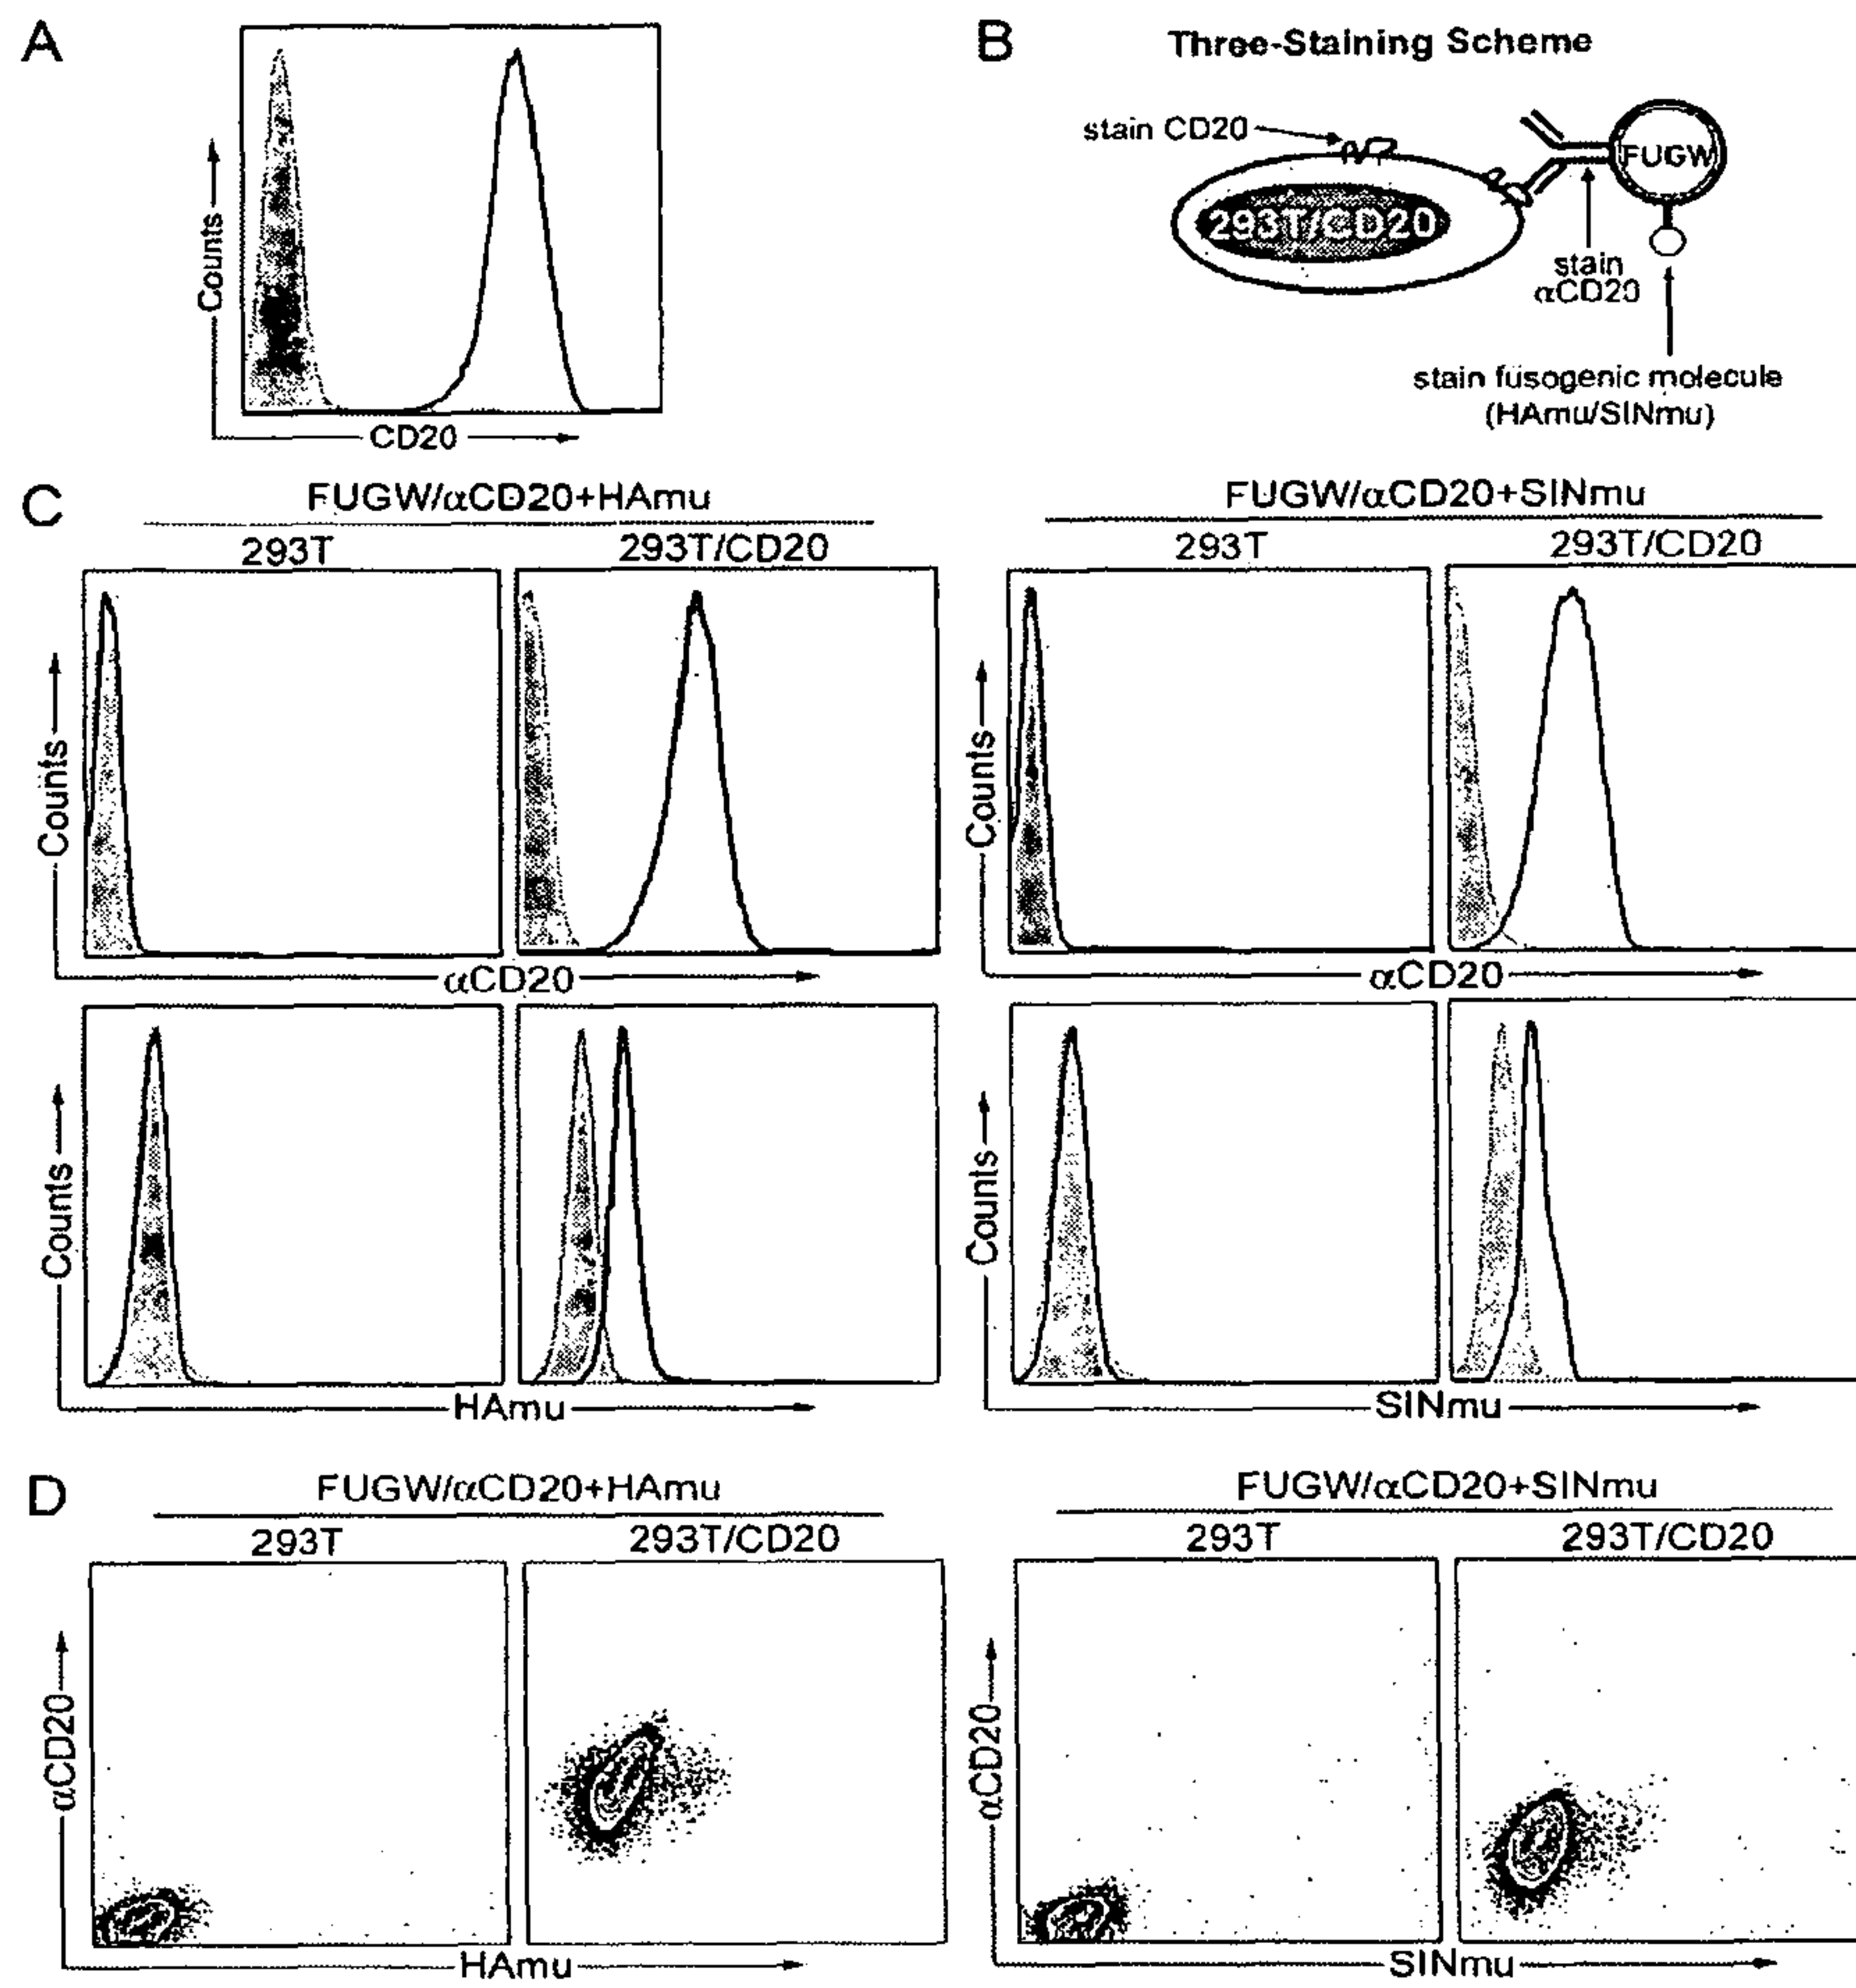 A
Counts
CD20
B
Three-Staining Scheme
stain CD20
FUGW
293T/CD20
stain
αCD20
stain fusogenic molecule
(HAmu/SINmu)
C
FUGW/αCD20+HAmu
293T
293T/CD20
Counts
αCD20
Counts
HAmu
FUGW/αCD20+SINmu
293T
293T/CD20
Counts
αCD20
Counts
SINmu
D
FUGW/αCD20+HAmu
293T
293T/CD20
αCD20
HAmu
FUGW/αCD20+SINmu
293T
293T/CD20
αCD20
SINmu